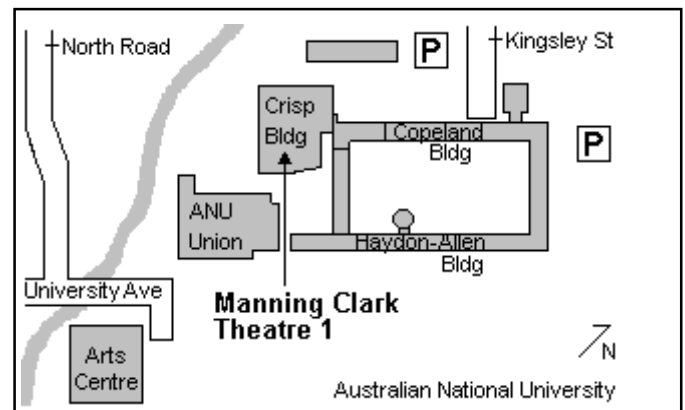 North Road
P
Kingsley St
Crisp
Bldg
Copeland
Bldg
P
ANU
Union
Haydon-Allen
Bldg
University Ave
Manning Clark
Theatre 1
Arts
Centre
N
Australian National University